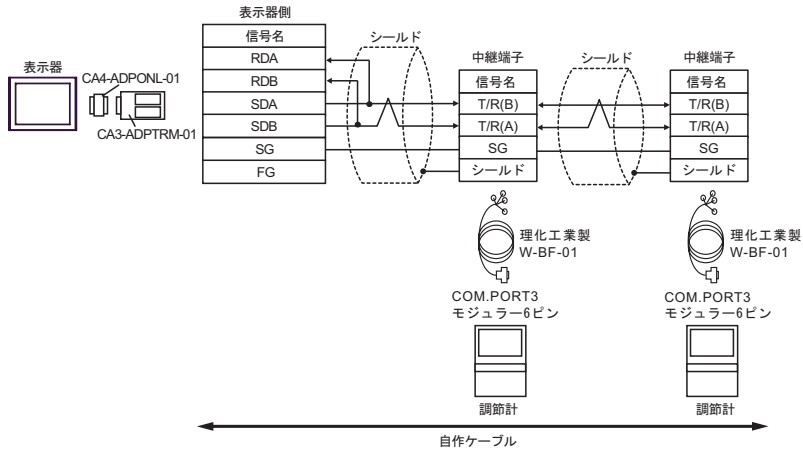 表示器
CA4-ADPONL-01
CA3-ADPTRM-01
表示器側
信号名
RDA
RDB
SDA
SDB
SG
FG
シールド
中継端子
信号名
T/R(B)
T/R(A)
SG
シールド
シールド
中継端子
信号名
T/R(B)
T/R(A)
SG
シールド
理化工業製
W-BF-01
COM.PORT3
モジュラー6ピン
調節計
理化工業製
W-BF-01
COM.PORT3
モジュラー6ピン
調節計
自作ケーブル